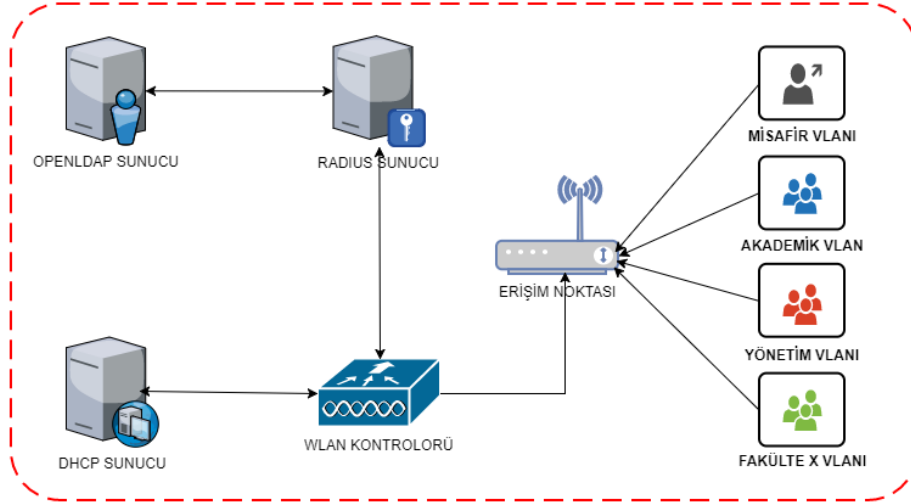 OPENLDAP SUNUCU
RADIUS SUNUCU
MİSAFİR VLANI
AKADEMİK VLAN
ERİŞİM NOKTASI
YÖNETİM VLANI
DHCP SUNUCU
WLAN KONTROLORÜ
FAKÜLTE X VLANI